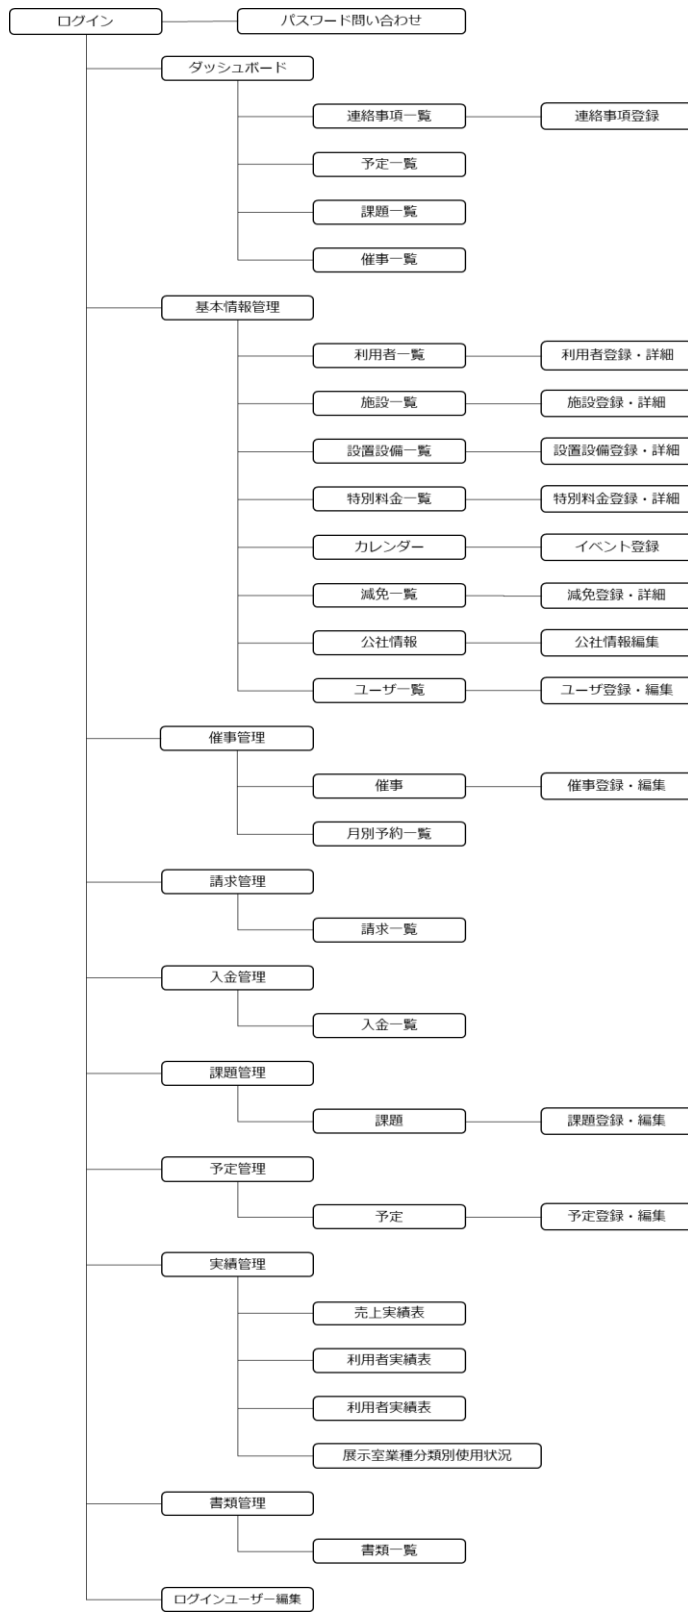 ログイン
パスワード問い合わせ
ダッシュボード
連絡事項一覧
連絡事項登録
予定一覧
課題一覧
催事一覧
基本情報管理
利用者一覧
利用者登録・詳細
施設一覧
施設登録・詳細
設置設備一覧
設置設備登録・詳細
特別料金一覧
特別料金登録・詳細
カレンダー
イベント登録
減免一覧
減免登録・詳細
公社情報
公社情報編集
ユーザ一覧
ユーザ登録・編集
催事管理
催事
催事登録・編集
月別予約一覧
請求管理
請求一覧
入金管理
入金一覧
課題管理
課題
課題登録・編集
予定管理
予定
予定登録・編集
実績管理
売上実績表
利用者実績表
利用者実績表
展示室業種分類別使用状況
書類管理
書類一覧
ログインユーザー編集